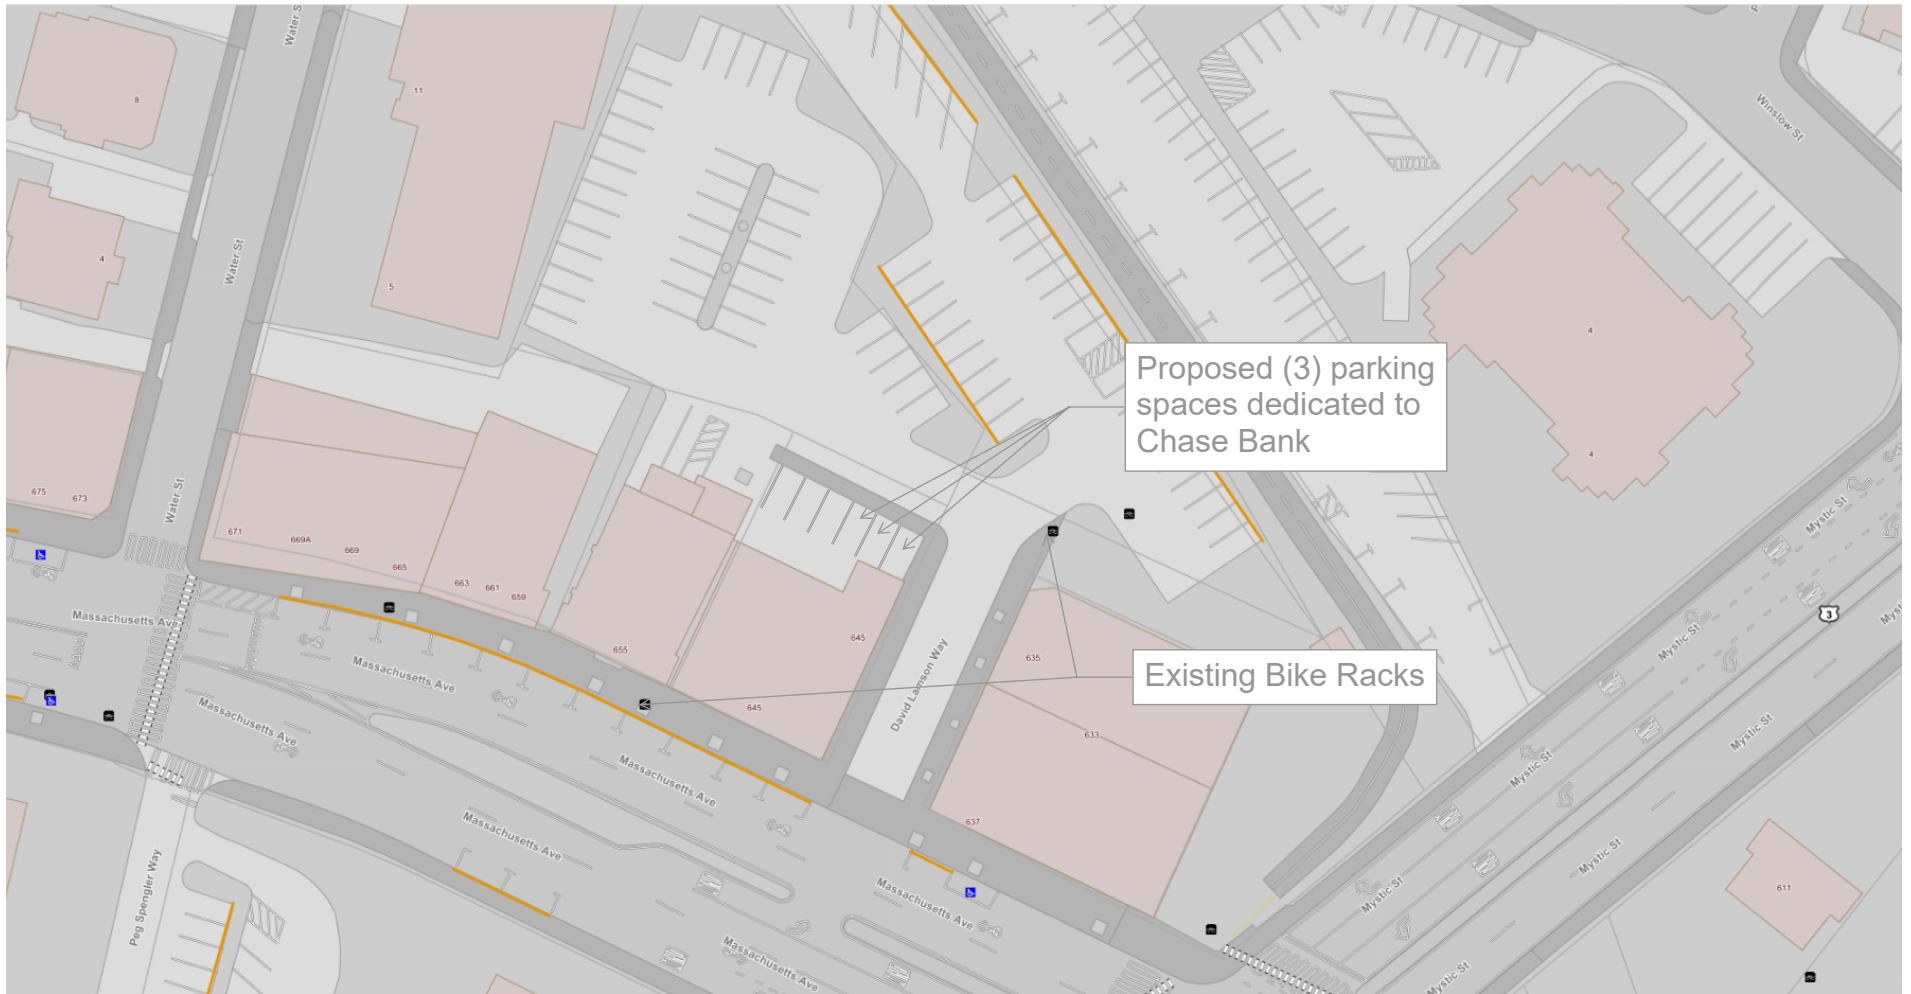 Water S
Water St
P
8
11
Winslow St
4
Water St
5
4
4
Proposed (3) parking
spaces dedicated to
Chase Bank
675
673
Water St
671
669A
669
665
663
661
659
Mystic St
Mystic St
Myst
3
Massachusetts Ave
Massachusetts Ave
655
645
645
David Lamson Way
635
Existing Bike Racks
633
637
Massachusetts Ave
Massachusetts Ave
Massachusetts Ave
Massachusetts Ave
Massachusetts Ave
Mystic St
Mystic St
Mystic St
Mystic St
Mystic St
Peg Spengler Way
611